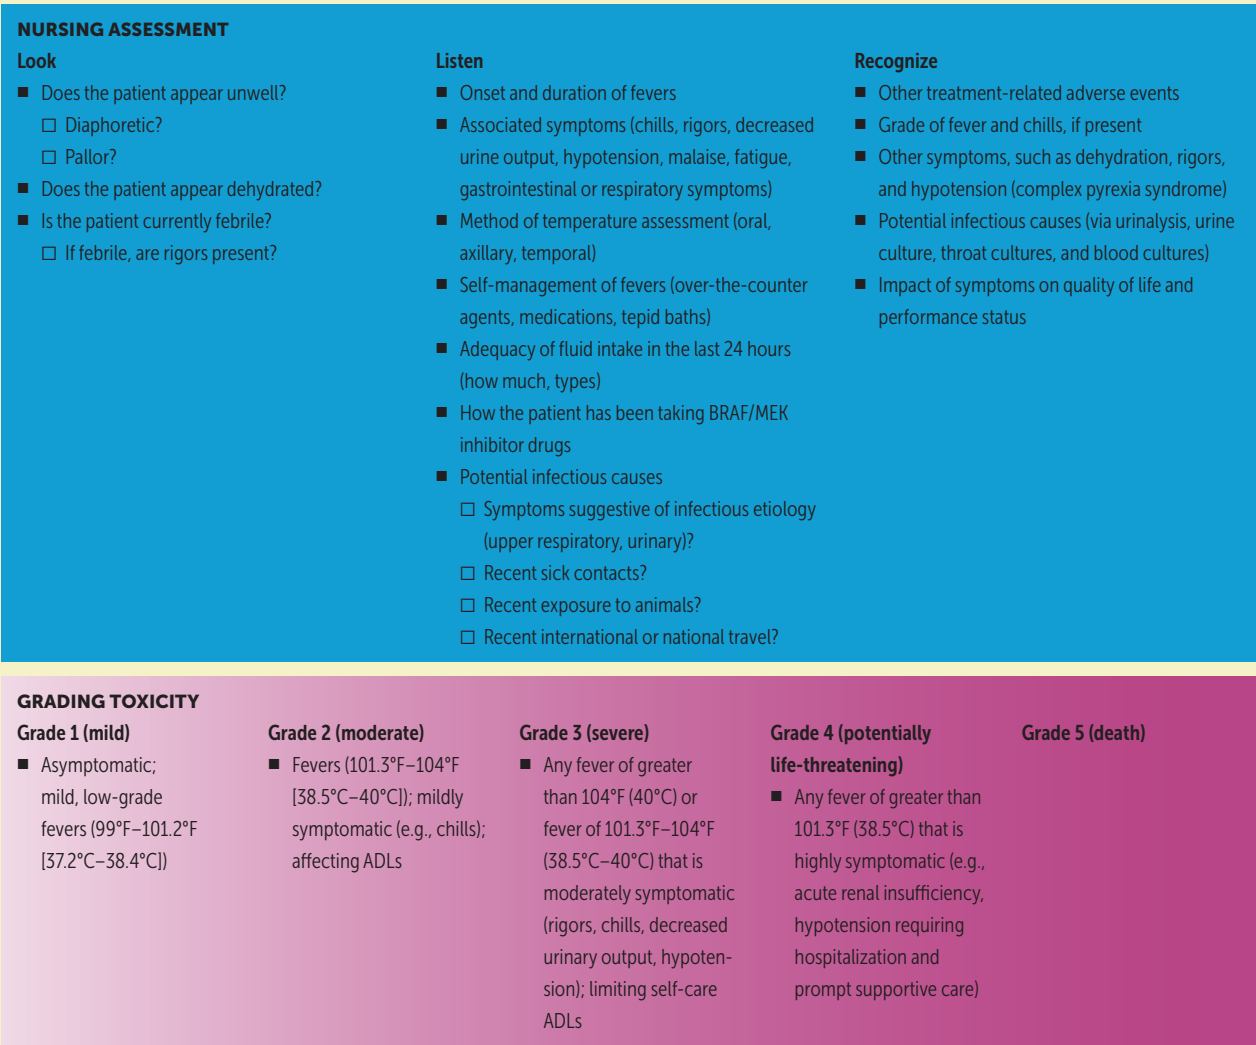 NURSING ASSESSMENT
Look
■ Does the patient appear unwell?
□ Diaphoretic?
□ Pallor?
■ Does the patient appear dehydrated?
■ Is the patient currently febrile?
□ If febrile, are rigors present?
Listen
■ Onset and duration of fevers
■ Associated symptoms (chills, rigors, decreased
urine output, hypotension, malaise, fatigue,
gastrointestinal or respiratory symptoms)
■ Method of temperature assessment (oral,
axillary, temporal)
■ Self-management of fevers (over-the-counter
agents, medications, tepid baths)
■ Adequacy of fluid intake in the last 24 hours
(how much, types)
■ How the patient has been taking BRAF/MEK
inhibitor drugs
■ Potential infectious causes
□ Symptoms suggestive of infectious etiology
(upper respiratory, urinary)?
□ Recent sick contacts?
□ Recent exposure to animals?
□ Recent international or national travel?
Recognize
■ Other treatment-related adverse events
■ Grade of fever and chills, if present
■ Other symptoms, such as dehydration, rigors,
and hypotension (complex pyrexia syndrome)
■ Potential infectious causes (via urinalysis, urine
culture, throat cultures, and blood cultures)
■ Impact of symptoms on quality of life and
performance status
GRADING TOXICITY
Grade 1 (mild)
■ Asymptomatic;
mild, low-grade
fevers (99°F–101.2°F
[37.2°C–38.4°C])
Grade 2 (moderate)
■ Fevers (101.3°F–104°F
[38.5°C–40°C]); mildly
symptomatic (e.g., chills);
affecting ADLs
Grade 3 (severe)
■ Any fever of greater
than 104°F (40°C) or
fever of 101.3°F–104°F
(38.5°C–40°C) that is
moderately symptomatic
(rigors, chills, decreased
urinary output, hypoten-
sion); limiting self-care
ADLs
Grade 4 (potentially
life-threatening)
■ Any fever of greater than
101.3°F (38.5°C) that is
highly symptomatic (e.g.,
acute renal insufficiency,
hypotension requiring
hospitalization and
prompt supportive care)
Grade 5 (death)